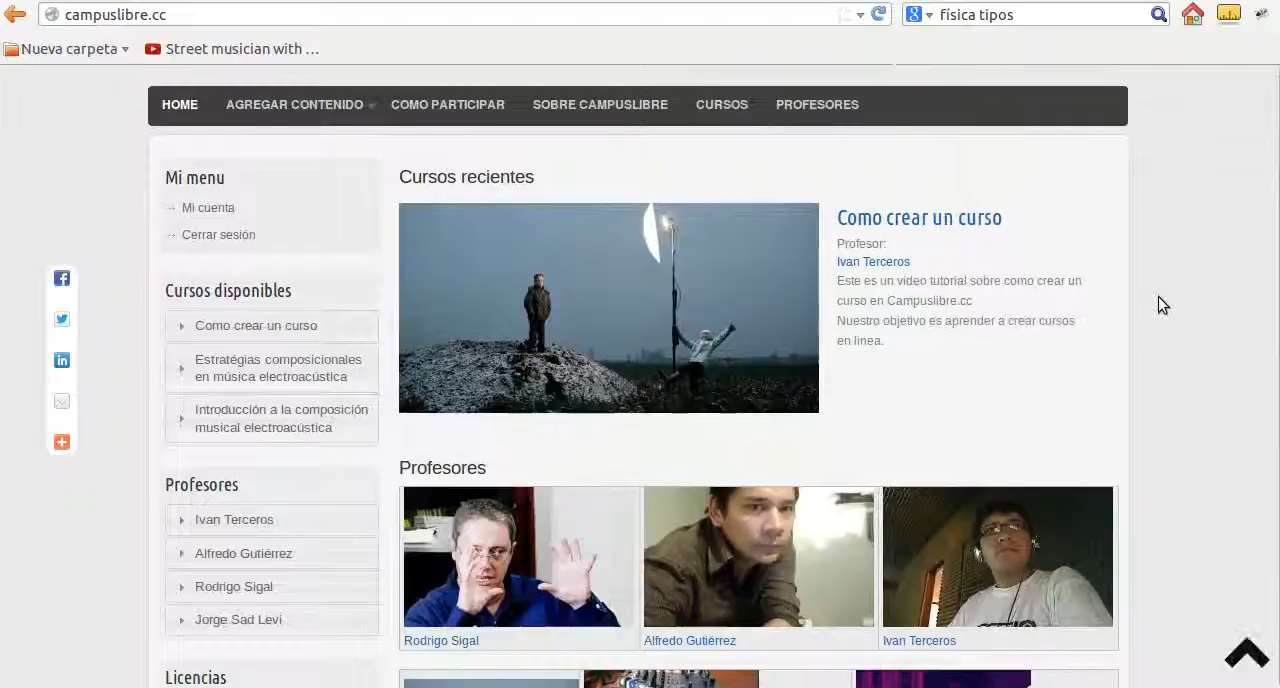 campuslibre.cc
física tipos
Nueva carpeta
Street musician with ...
HOME
AGREGAR CONTENIDO
COMO PARTICIPAR
SOBRE CAMPUSLIBRE
CURSOS
PROFESORES
Mi menu
Mi cuenta
Cerrar sesión
Cursos disponibles
Como crear un curso
Estratégias composicionales
en música electroacústica
Introducción a la composición
musical electroacústica
Profesores
Ivan Terceros
Alfredo Gutiérrez
Rodrigo Sigal
Jorge Sad Levi
Licencias
Cursos recientes
Como crear un curso
Profesor:
Ivan Terceros
Este es un video tutorial sobre como crear un
curso en Campuslibre.cc
Nuestro objetivo es aprender a crear cursos
en linea.
Profesores
Rodrigo Sigal
Alfredo Gutiérrez
Ivan Terceros